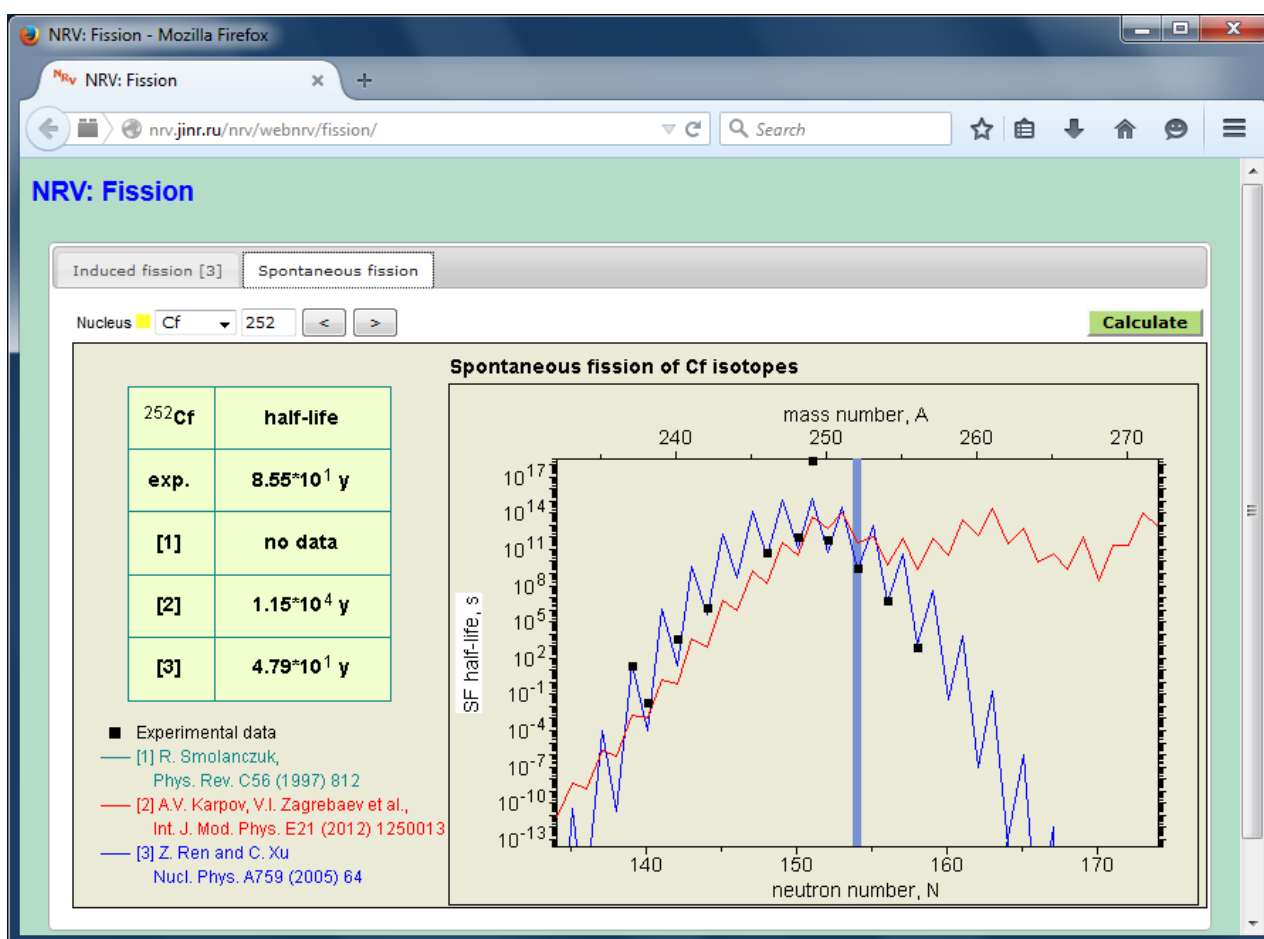 NRV: Fission - Mozilla Firefox
NRV NRV: Fission
nrv.jinr.ru/nrv/webnrv/fission/
Search
NRV: Fission
Induced fission [3]
Spontaneous fission
Nucleus Cf 252 < > Calculate
Spontaneous fission of Cf isotopes
²⁵²Cf half-life
exp. 8.55*10¹ y
[1] no data
[2] 1.15*10⁴ y
[3] 4.79*10¹ y
Experimental data
[1] R. Smolanczuk,
Phys. Rev. C56 (1997) 812
[2] A.V. Karpov, V.I. Zagrebaev et al.,
Int. J. Mod. Phys. E21 (2012) 1250013
[3] Z. Ren and C. Xu
Nucl. Phys. A759 (2005) 64
mass number, A
240 250 260 270
10¹⁷
10¹⁴
10¹¹
10⁸
10⁵
10²
10⁻¹
10⁻⁴
10⁻⁷
10⁻¹⁰
10⁻¹³
SF half-life, s
140 150 160 170
neutron number, N